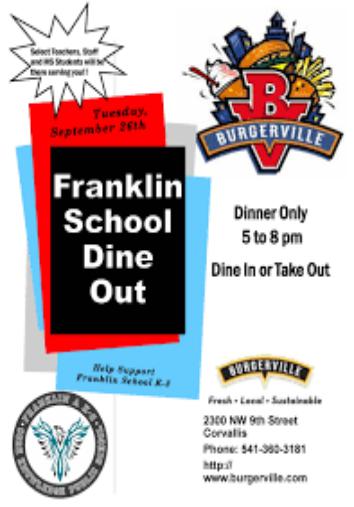 Select Teachers, Staff
and MS Students will be
there serving you!!
Tuesday,
September 26th
B
BURGERVILLE
Franklin
School
Dine
Out
Dinner Only
5 to 8 pm
Dine In or Take Out
Help Support
Franklin School K-8
BURGERVILLE
Fresh • Local • Sustainable
2300 NW 9th Street
Corvallis
Phone: 541-360-3181
http://
www.burgerville.com